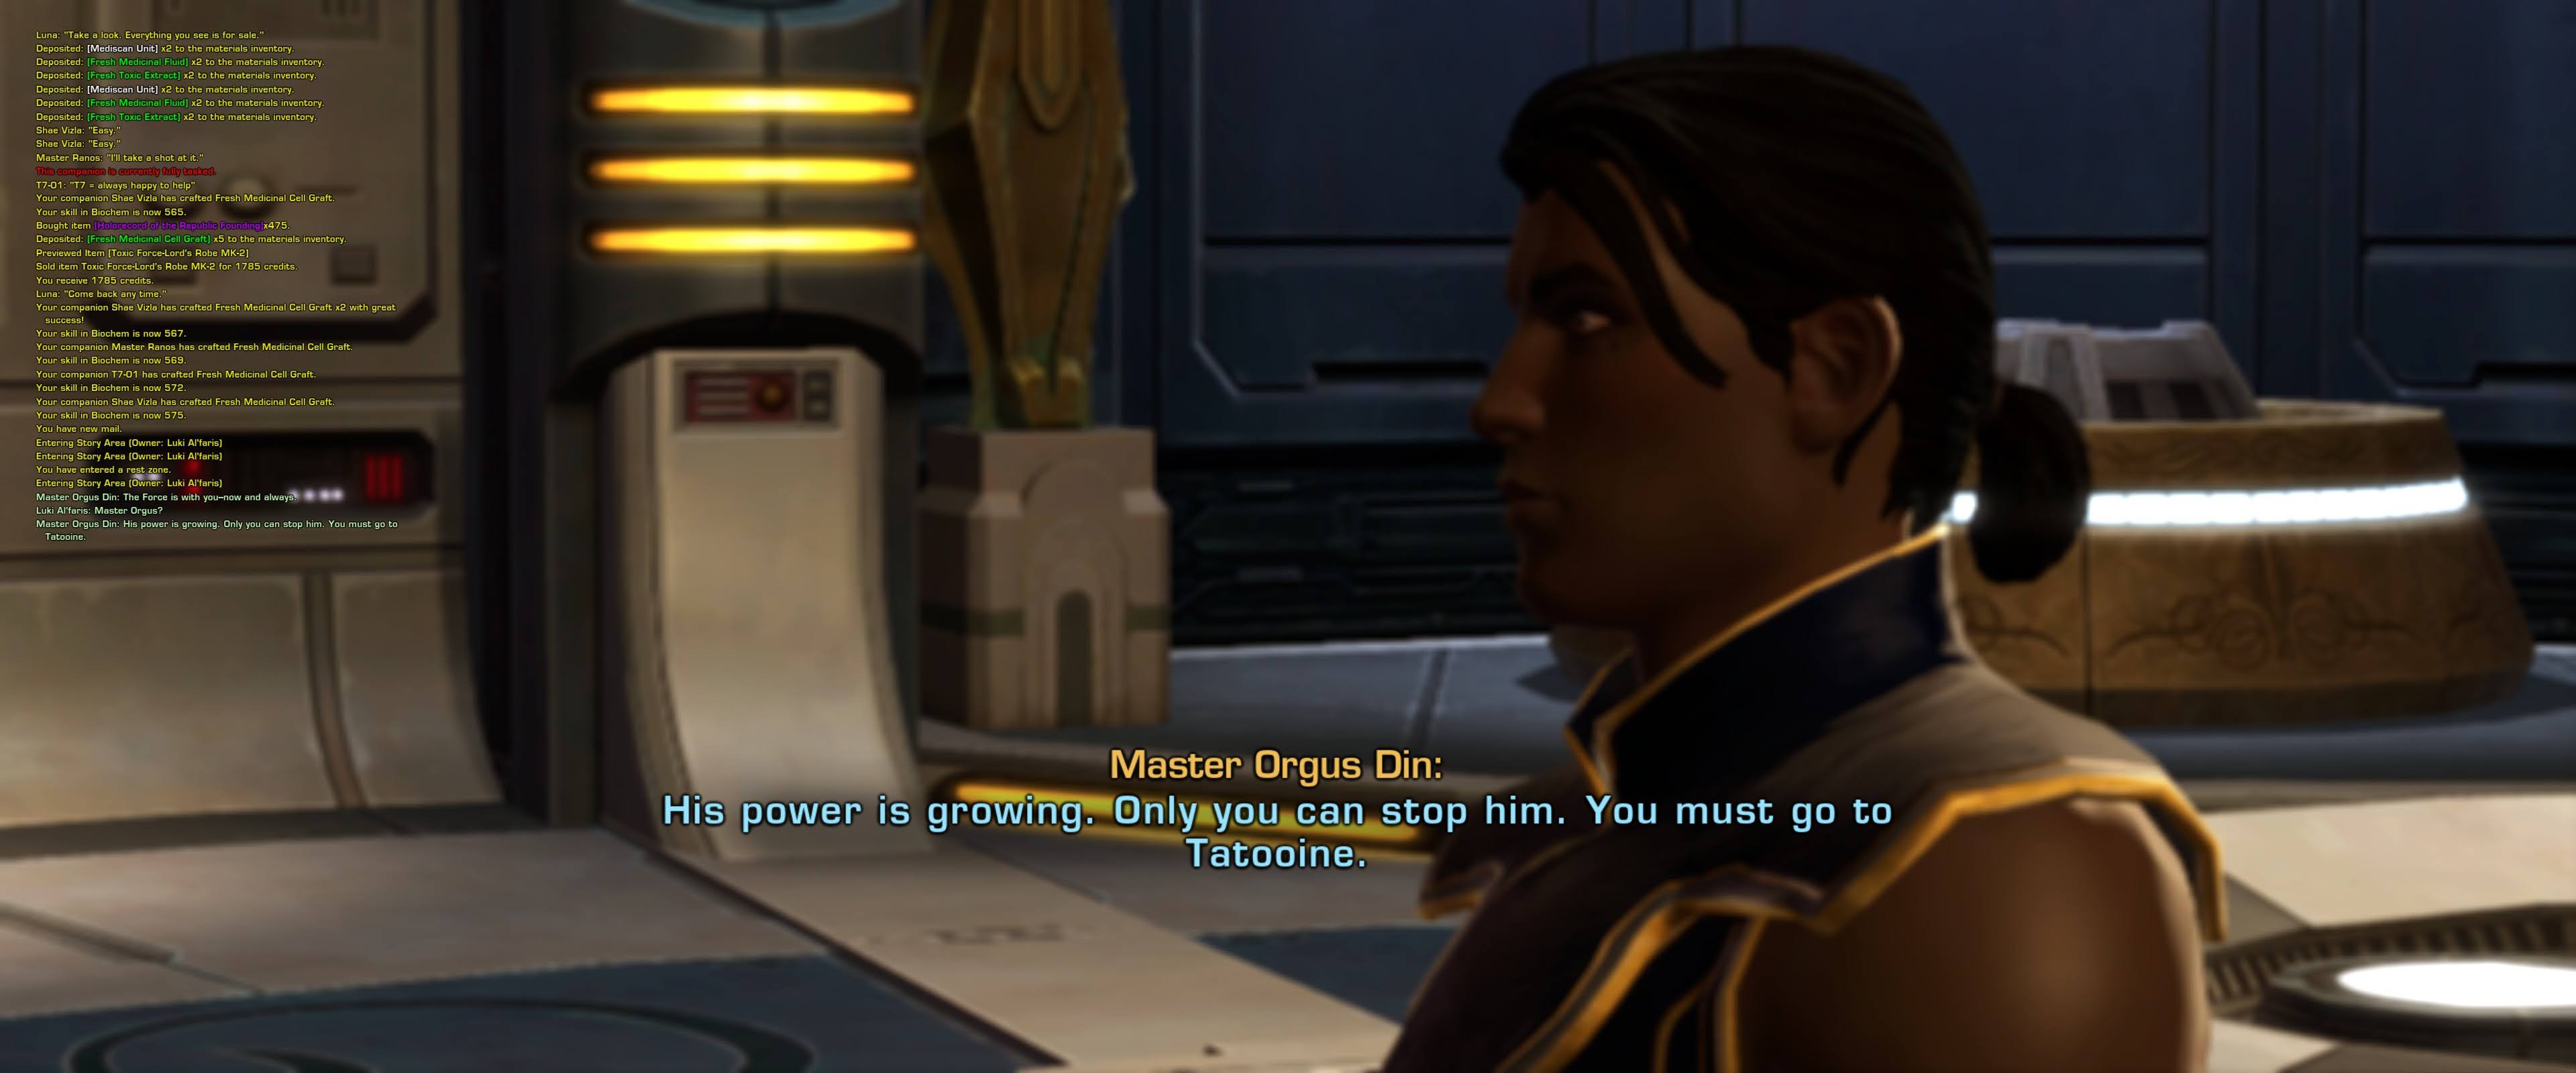 Luna: "Take a look. Everything you see is for sale."
Deposited: [Mediscan Unit] x2 to the materials inventory.
Deposited: [Fresh Medicinal Fluid] x2 to the materials inventory.
Deposited: [Fresh Toxic Extract] x2 to the materials inventory.
Deposited: [Mediscan Unit] x2 to the materials inventory.
Deposited: [Fresh Medicinal Fluid] x2 to the materials inventory.
Deposited: [Fresh Toxic Extract] x2 to the materials inventory.
Shae Vizla: "Easy."
Shae Vizla: "Easy."
Master Ranos: "I'll take a shot at it."
This companion is currently fully tasked.
T7-O1: "T7 = always happy to help"
Your companion Shae Vizla has crafted Fresh Medicinal Cell Graft.
Your skill in Biochem is now 565.
Bought item [Holorecord of the Republic Founding]x475.
Deposited: [Fresh Medicinal Cell Graft] x5 to the materials inventory.
Previewed Item [Toxic Force-Lord's Robe MK-2]
Sold item Toxic Force-Lord's Robe MK-2 for 1785 credits.
You receive 1785 credits.
Luna: "Come back any time."
Your companion Shae Vizla has crafted Fresh Medicinal Cell Graft x2 with great
success!
Your skill in Biochem is now 567.
Your companion Master Ranos has crafted Fresh Medicinal Cell Graft.
Your skill in Biochem is now 569.
Your companion T7-O1 has crafted Fresh Medicinal Cell Graft.
Your skill in Biochem is now 572.
Your companion Shae Vizla has crafted Fresh Medicinal Cell Graft.
Your skill in Biochem is now 575.
You have new mail.
Entering Story Area (Owner: Luki Al'faris)
Entering Story Area (Owner: Luki Al'faris)
You have entered a rest zone.
Entering Story Area (Owner: Luki Al'faris)
Master Orgus Din: The Force is with you–now and always.
Luki Al'faris: Master Orgus?
Master Orgus Din: His power is growing. Only you can stop him. You must go to
Tatooine.
Master Orgus Din:
His power is growing. Only you can stop him. You must go to
Tatooine.